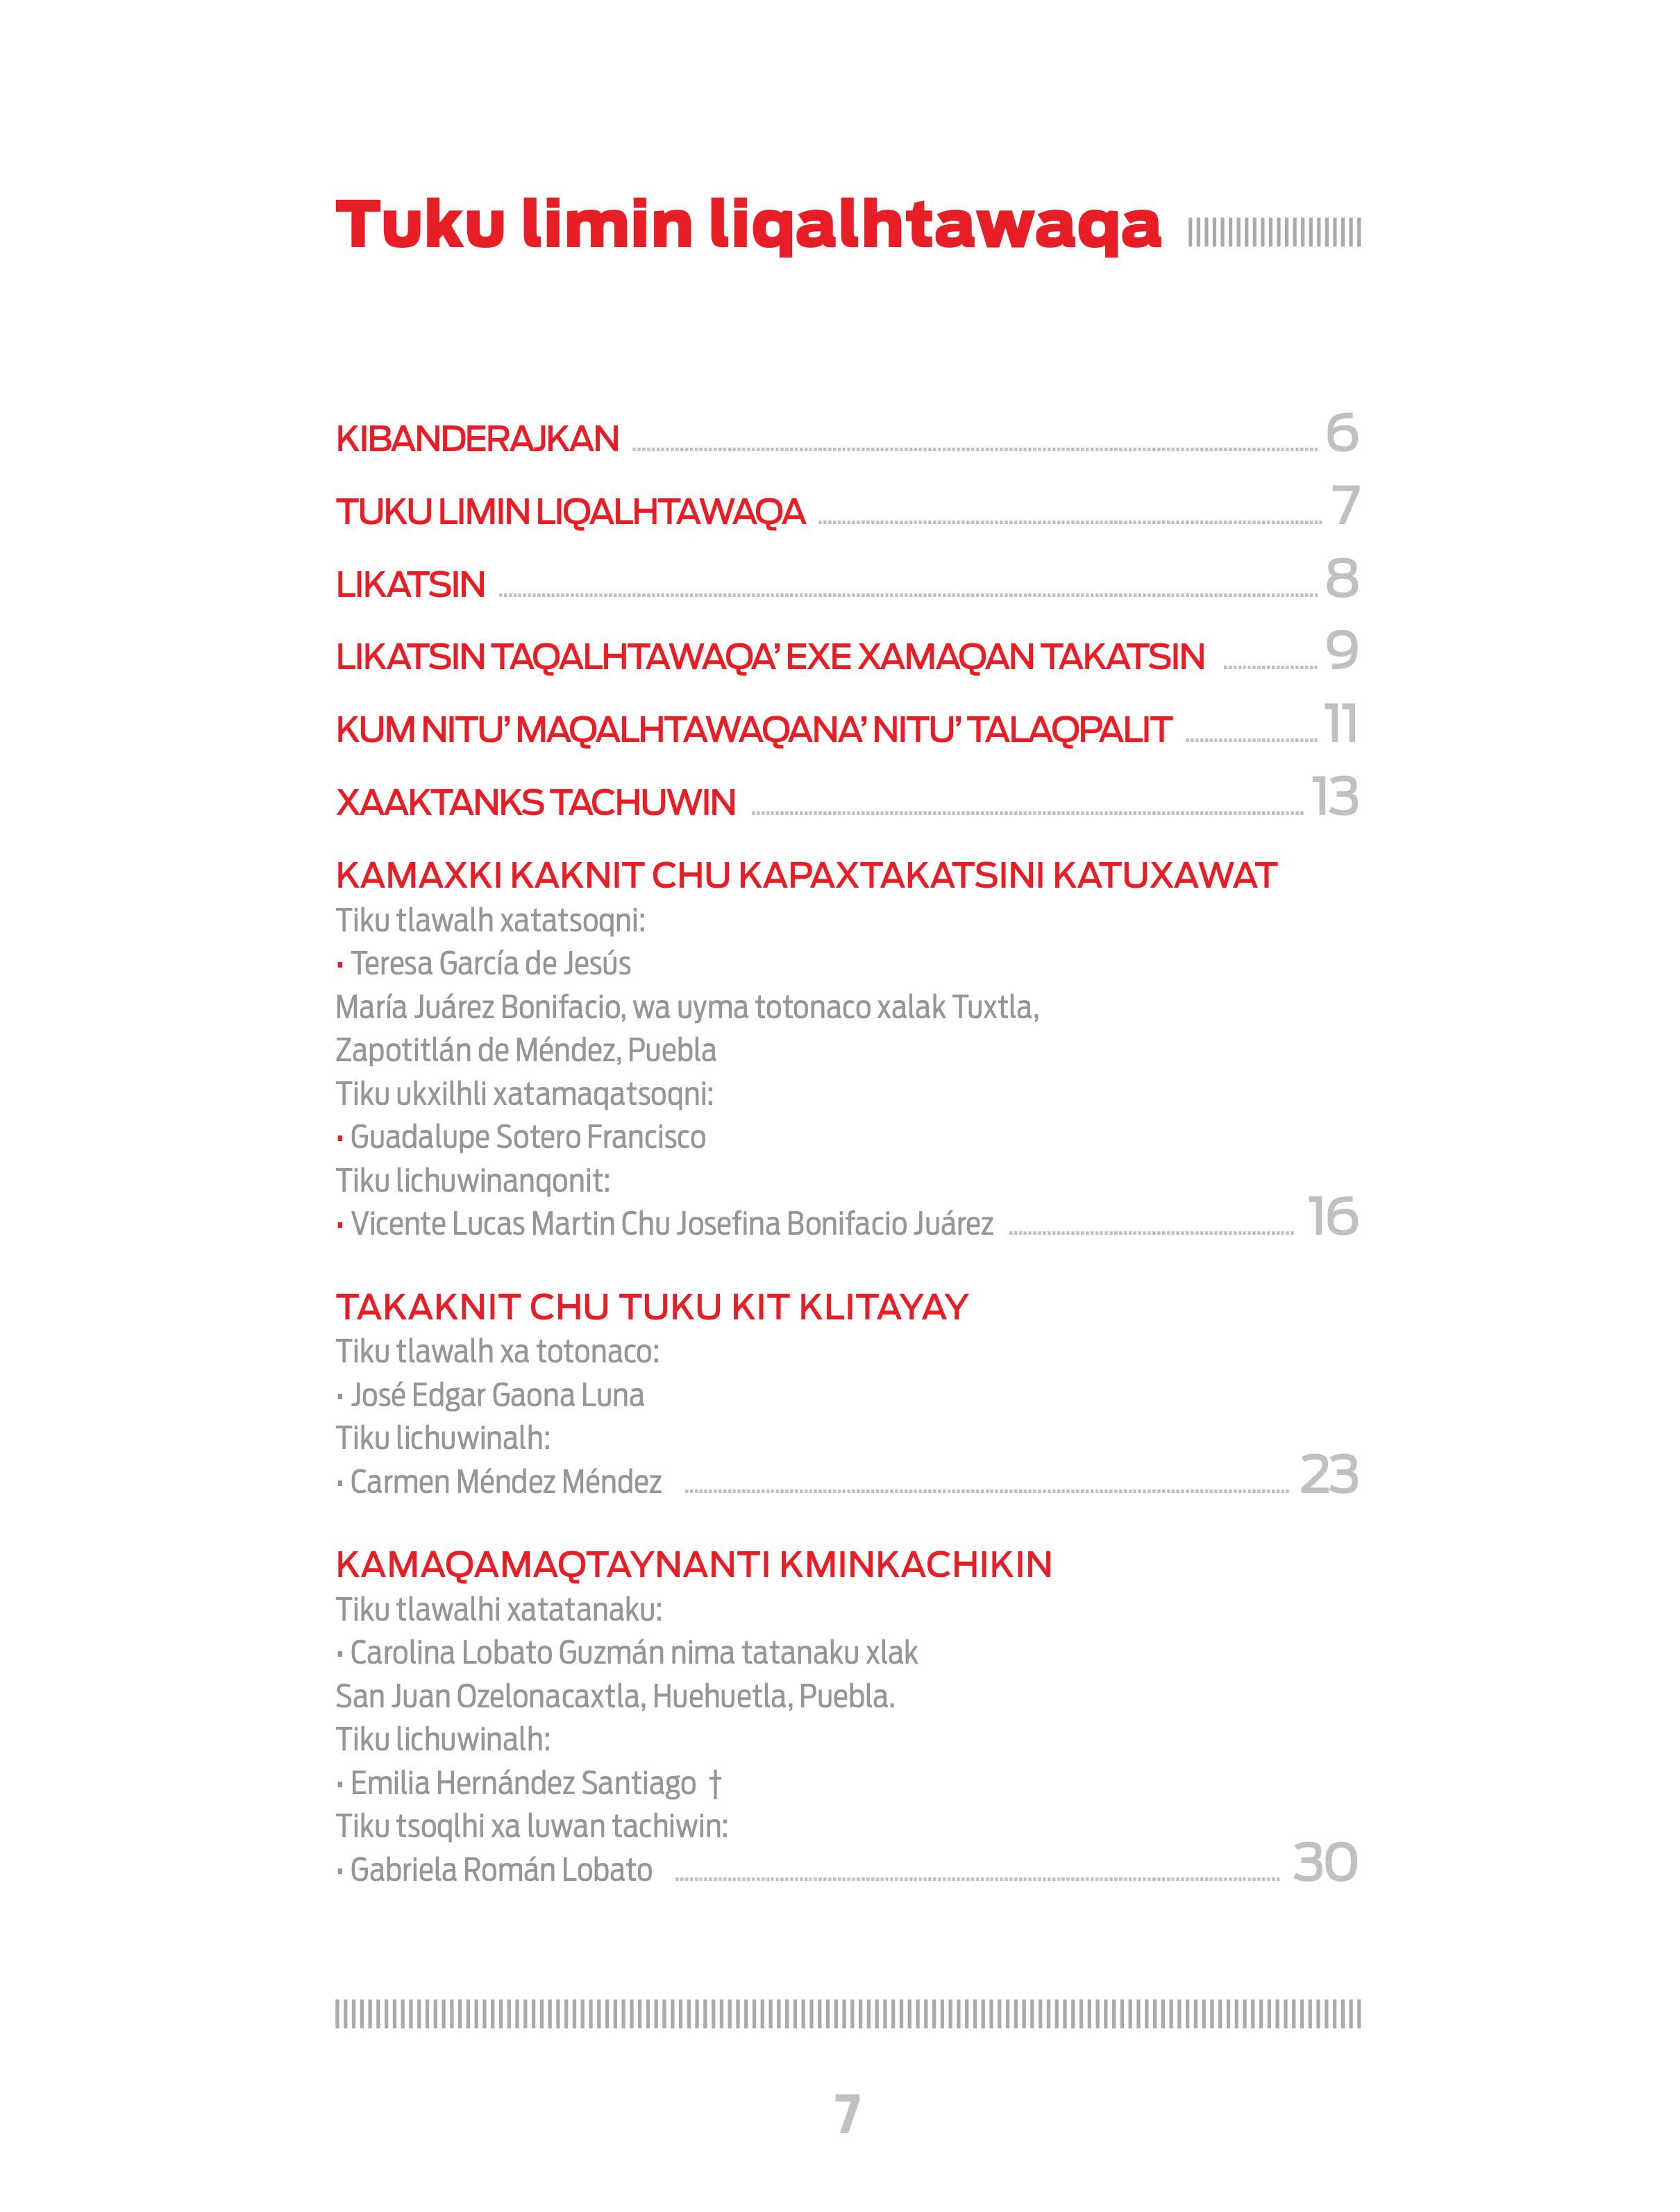 Tuku limin liqalhtawaqa
KIBANDERAJKAN 6
TUKU LIMIN LIQALHTAWAQA 7
LIKATSIN 8
LIKATSIN TAQALHTAWAQA’ EXE XAMAQAN TAKATSIN 9
KUM NITU’ MAQALHTAWAQANA’ NITU’ TALAQPALIT 11
XAAKTANKS TACHUWIN 13
KAMAXKI KAKNIT CHU KAPAXTAKATSINI KATUXAWAT
Tiku tlawalh xatatsoqni:
· Teresa García de Jesús
María Juárez Bonifacio, wa uyma totonaco xalak Tuxtla,
Zapotitlán de Méndez, Puebla
Tiku ukxilhli xatamaqatsoqni:
· Guadalupe Sotero Francisco
Tiku lichuwinanqonit:
· Vicente Lucas Martin Chu Josefina Bonifacio Juárez 16
TAKAKNIT CHU TUKU KIT KLITAYAY
Tiku tlawalh xa totonaco:
· José Edgar Gaona Luna
Tiku lichuwinalh:
· Carmen Méndez Méndez 23
KAMAQAMAQTAYNANTI KMINKACHIKIN
Tiku tlawalhi xatatanaku:
· Carolina Lobato Guzmán nima tatanaku xlak
San Juan Ozelonacaxtla, Huehuetla, Puebla.
Tiku lichuwinalh:
· Emilia Hernández Santiago †
Tiku tsoqlhi xa luwan tachiwin:
· Gabriela Román Lobato 30
7